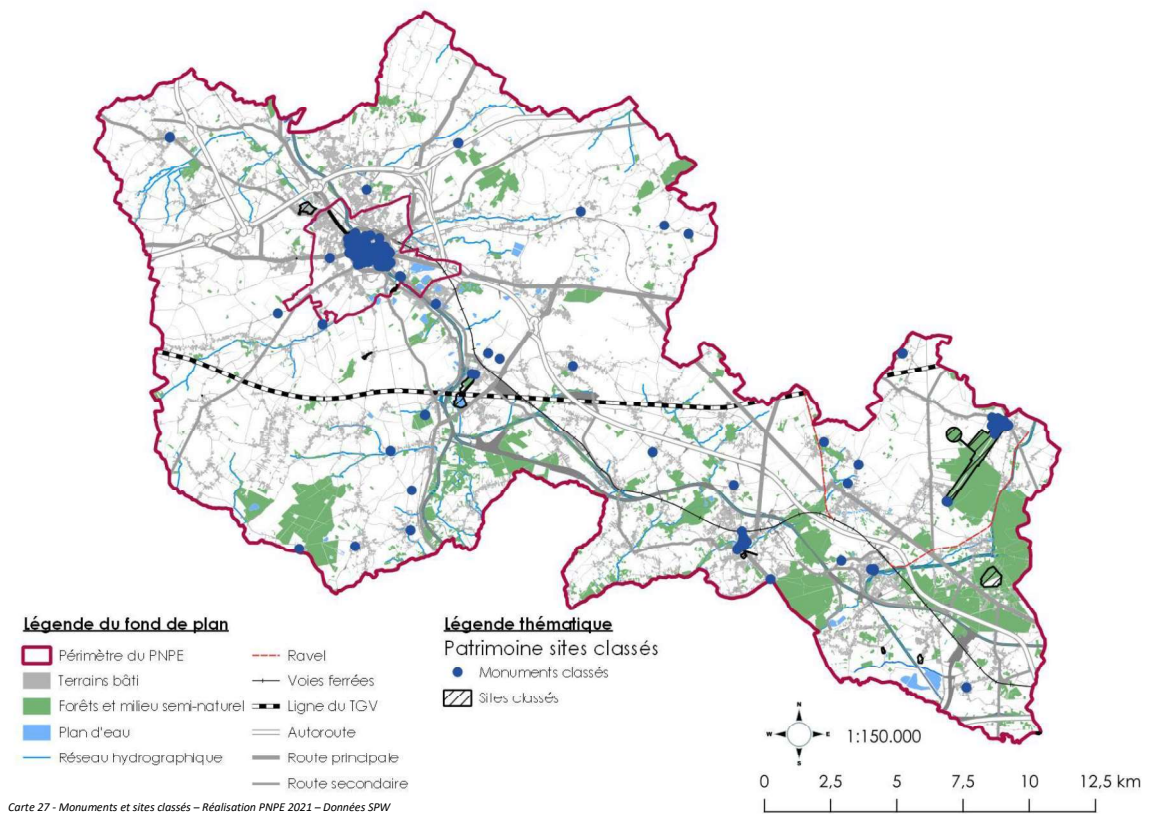 Légende du fond de plan
Périmètre du PNPE
Terrains bâti
Forêts et milieu semi-naturel
Plan d'eau
Réseau hydrographique
Ravel
Voies ferrées
Ligne du TGV
Autoroute
Route principale
Route secondaire
Légende thématique
Patrimoine sites classés
Monuments classés
Sites classés
N
W E
S
1:150.000
0 2,5 5 7,5 10 12,5 km
Carte 27 - Monuments et sites classés – Réalisation PNPE 2021 – Données SPW